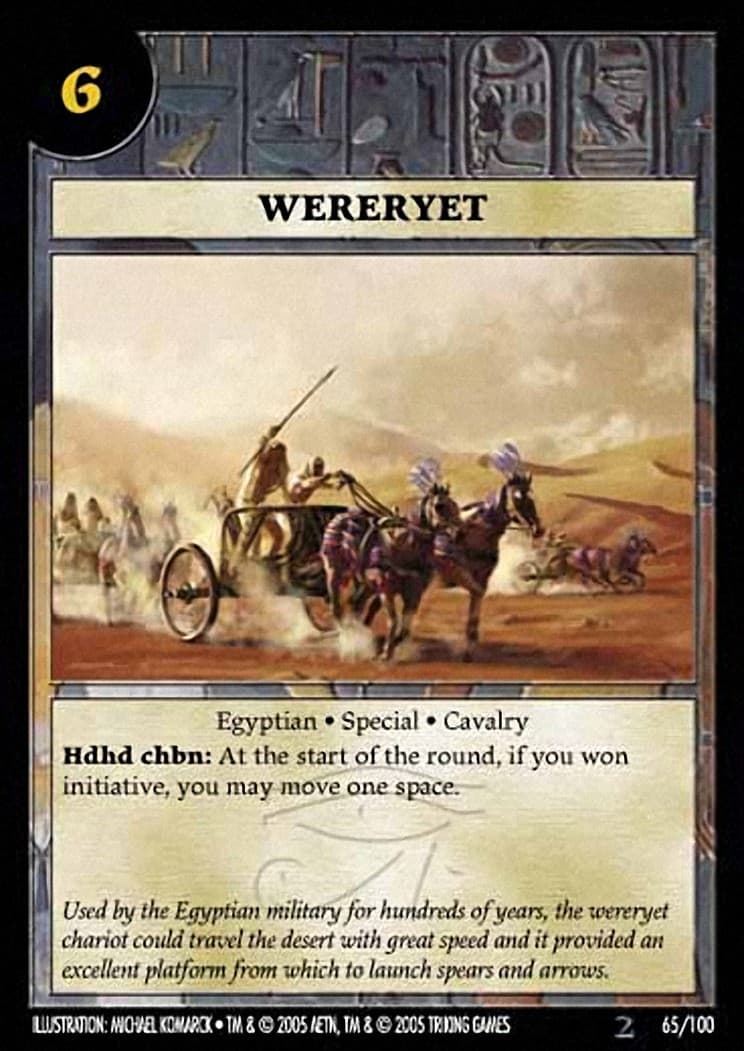 6
WERERYET
Egyptian • Special • Cavalry
Hdhd chbn: At the start of the round, if you won
initiative, you may move one space.
Used by the Egyptian military for hundreds of years, the wereryet
chariot could travel the desert with great speed and it provided an
excellent platform from which to launch spears and arrows.
ILLUSTRATION: MICHAEL KOMARCK • TM & © 2005 AETN, TM & © 2005 TRIKING GAMES
2 65/100